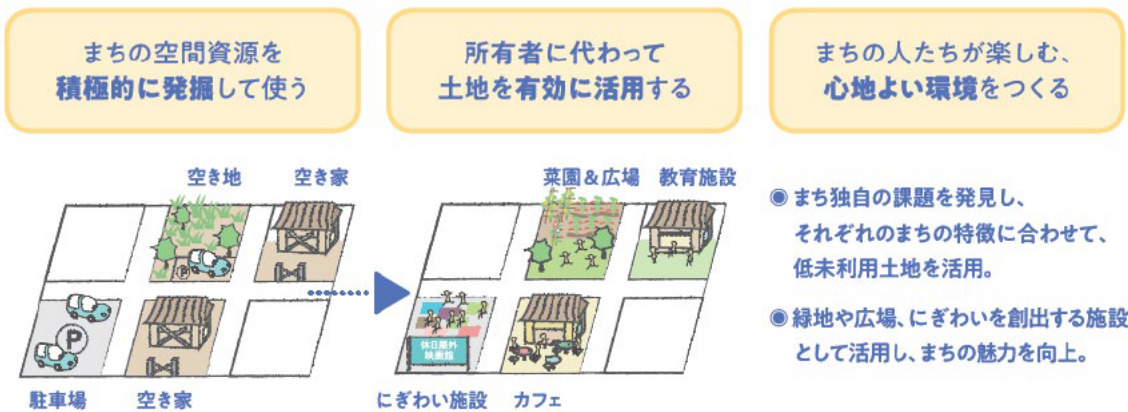 まちの空間資源を
積極的に発掘して使う
所有者に代わって
土地を有効に活用する
まちの人たちが楽しむ、
心地よい環境をつくる
空き地
空き家
P
P
駐車場
空き家
菜園&広場
教育施設
休日屋外
映画館
にぎわい施設
カフェ
◉ まち独自の課題を発見し、
それぞれのまちの特徴に合わせて、
低未利用土地を活用。
◉ 緑地や広場、にぎわいを創出する施設
として活用し、まちの魅力を向上。